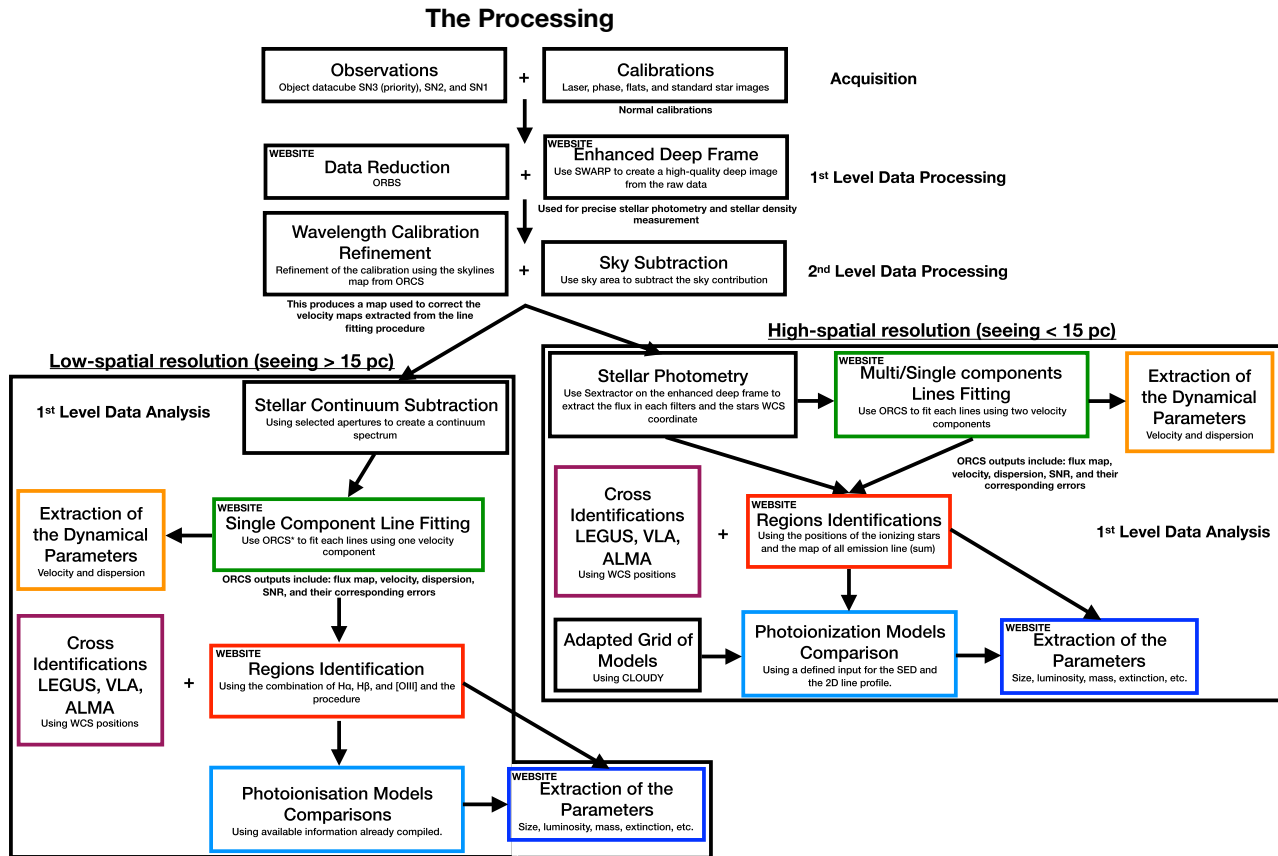 The Processing
Observations
Object datacube SN3 (priority), SN2, and SN1
+
Calibrations
Laser, phase, flats, and standard star images
Acquisition
Normal calibrations
WEBSITE
Data Reduction
ORBS
+
WEBSITE
Enhanced Deep Frame
Use SWARP to create a high-quality deep image
from the raw data
1st Level Data Processing
Used for precise stellar photometry and stellar density
measurement
Wavelength Calibration
Refinement
Refinement of the calibration using the skylines
map from ORCS
+
Sky Subtraction
Use sky area to subtract the sky contribution
2nd Level Data Processing
This produces a map used to correct the
velocity maps extracted from the line
fitting procedure
Low-spatial resolution (seeing > 15 pc)
1st Level Data Analysis
Stellar Continuum Subtraction
Using selected apertures to create a continuum
spectrum
Extraction of
the Dynamical
Parameters
Velocity and dispersion
WEBSITE
Single Component Line Fitting
Use ORCS* to fit each lines using one velocity
component
ORCS outputs include: flux map, velocity, dispersion,
SNR, and their corresponding errors
Cross
Identifications
LEGUS, VLA,
ALMA
Using WCS positions
+
WEBSITE
Regions Identification
Using the combination of Hα, Hβ, and [OIII] and the
procedure
Photoionisation Models
Comparisons
Using available information already compiled.
WEBSITE
Extraction of the
Parameters
Size, luminosity, mass, extinction, etc.
High-spatial resolution (seeing < 15 pc)
Stellar Photometry
Use Sextractor on the enhanced deep frame to
extract the flux in each filters and the stars WCS
coordinate
WEBSITE
Multi/Single components
Lines Fitting
Use ORCS to fit each lines using two velocity
components
Extraction of
the Dynamical
Parameters
Velocity and dispersion
ORCS outputs include: flux map,
velocity, dispersion, SNR, and their
corresponding errors
Cross
Identifications
LEGUS, VLA,
ALMA
Using WCS positions
+
WEBSITE
Regions Identifications
Using the positions of the ionizing stars
and the map of all emission line (sum)
1st Level Data Analysis
Adapted Grid of
Models
Using CLOUDY
Photoionization Models
Comparison
Using a defined input for the SED and
the 2D line profile.
WEBSITE
Extraction of the
Parameters
Size, luminosity, mass, extinction, etc.